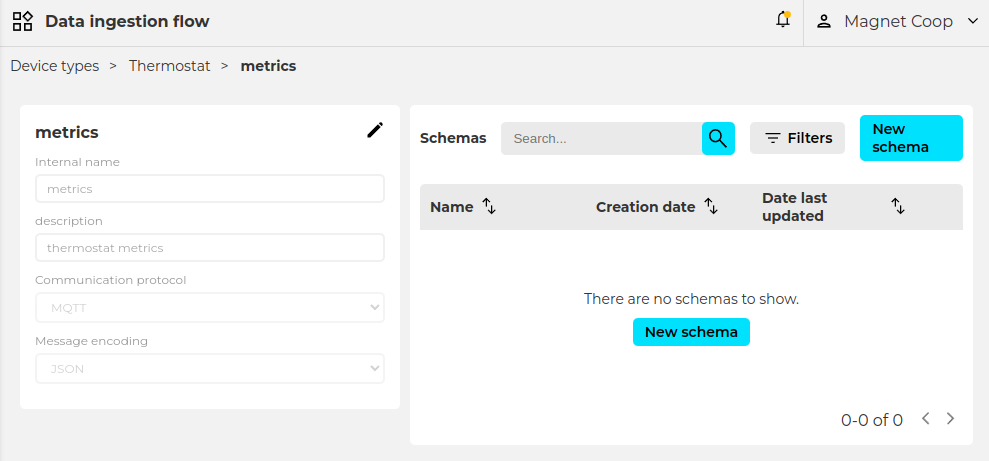 Data ingestion flow
Magnet Coop
Device types > Thermostat > metrics
metrics
Internal name
metrics
description
thermostat metrics
Communication protocol
MQTT
Message encoding
JSON
Schemas
Search...
Filters
New
schema
Name
Creation date
Date last
updated
There are no schemas to show.
New schema
0-0 of 0